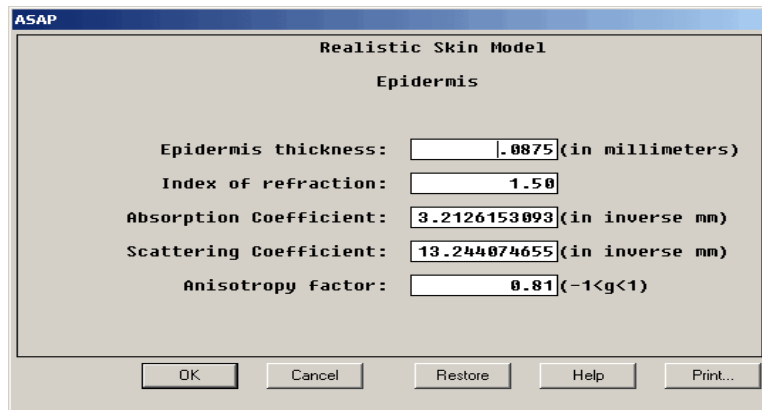 ASAP
Realistic Skin Model
Epidermis
Epidermis thickness: .0875 (in millimeters)
Index of refraction: 1.50
Absorption Coefficient: 3.2126153093 (in inverse mm)
Scattering Coefficient: 13.244074655 (in inverse mm)
Anisotropy factor: 0.81 (-1<g<1)
OK Cancel Restore Help Print...